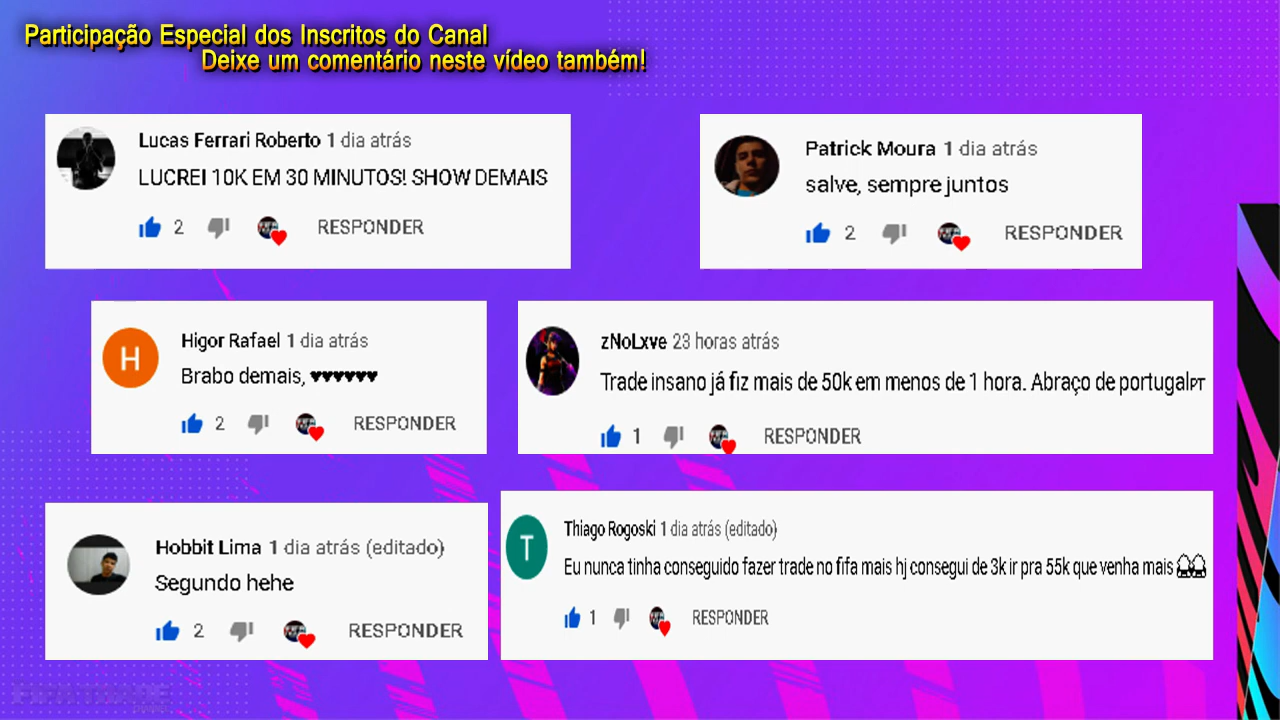 Participação Especial dos Inscritos do Canal
Deixe um comentário neste vídeo também!
Lucas Ferrari Roberto 1 dia atrás
LUCREI 10K EM 30 MINUTOS! SHOW DEMAIS
2 RESPONDER
Patrick Moura 1 dia atrás
salve, sempre juntos
2 RESPONDER
H
Higor Rafael 1 dia atrás
Brabo demais, ♥♥♥♥♥♥
2 RESPONDER
zNoLxve 23 horas atrás
Trade insano já fiz mais de 50k em menos de 1 hora. Abraço de portugalPT
1 RESPONDER
Hobbit Lima 1 dia atrás (editado)
Segundo hehe
2 RESPONDER
T
Thiago Rogoski 1 dia atrás (editado)
Eu nunca tinha conseguido fazer trade no fifa mais hj consegui de 3k ir pra 55k que venha mais
1 RESPONDER